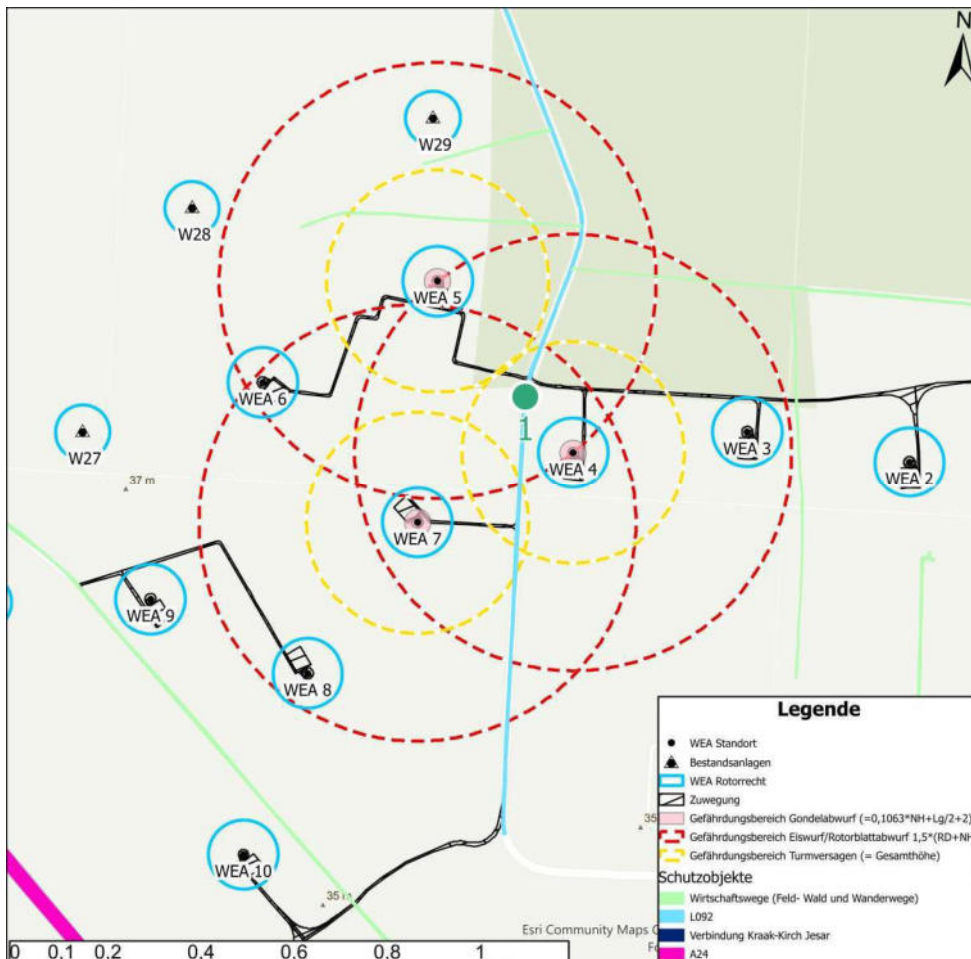 N
W29
W28
WEA 5
WEA 6
1
W27
WEA 4
WEA 3
WEA 2
37 m
WEA 7
WEA 9
WEA 8
WEA 10
35 m
35
Esri Community Maps C
0 0.1 0.2 0.4 0.6 0.8 1
Legende
WEA Standort
Bestandsanlagen
WEA Rotorrecht
Zuwegung
Gefährdungsbereich Gondelabwurf (=0,1063*NH+Lg/2+2)
Gefährdungsbereich Eiswurf/Rotorblattabwurf 1,5*(RD+NH
Gefährdungsbereich Turmversagen (= Gesamthöhe)
Schutzobjekte
Wirtschaftswege (Feld- Wald und Wanderwege)
L092
Verbindung Kraak-Kirch Jesar
A24